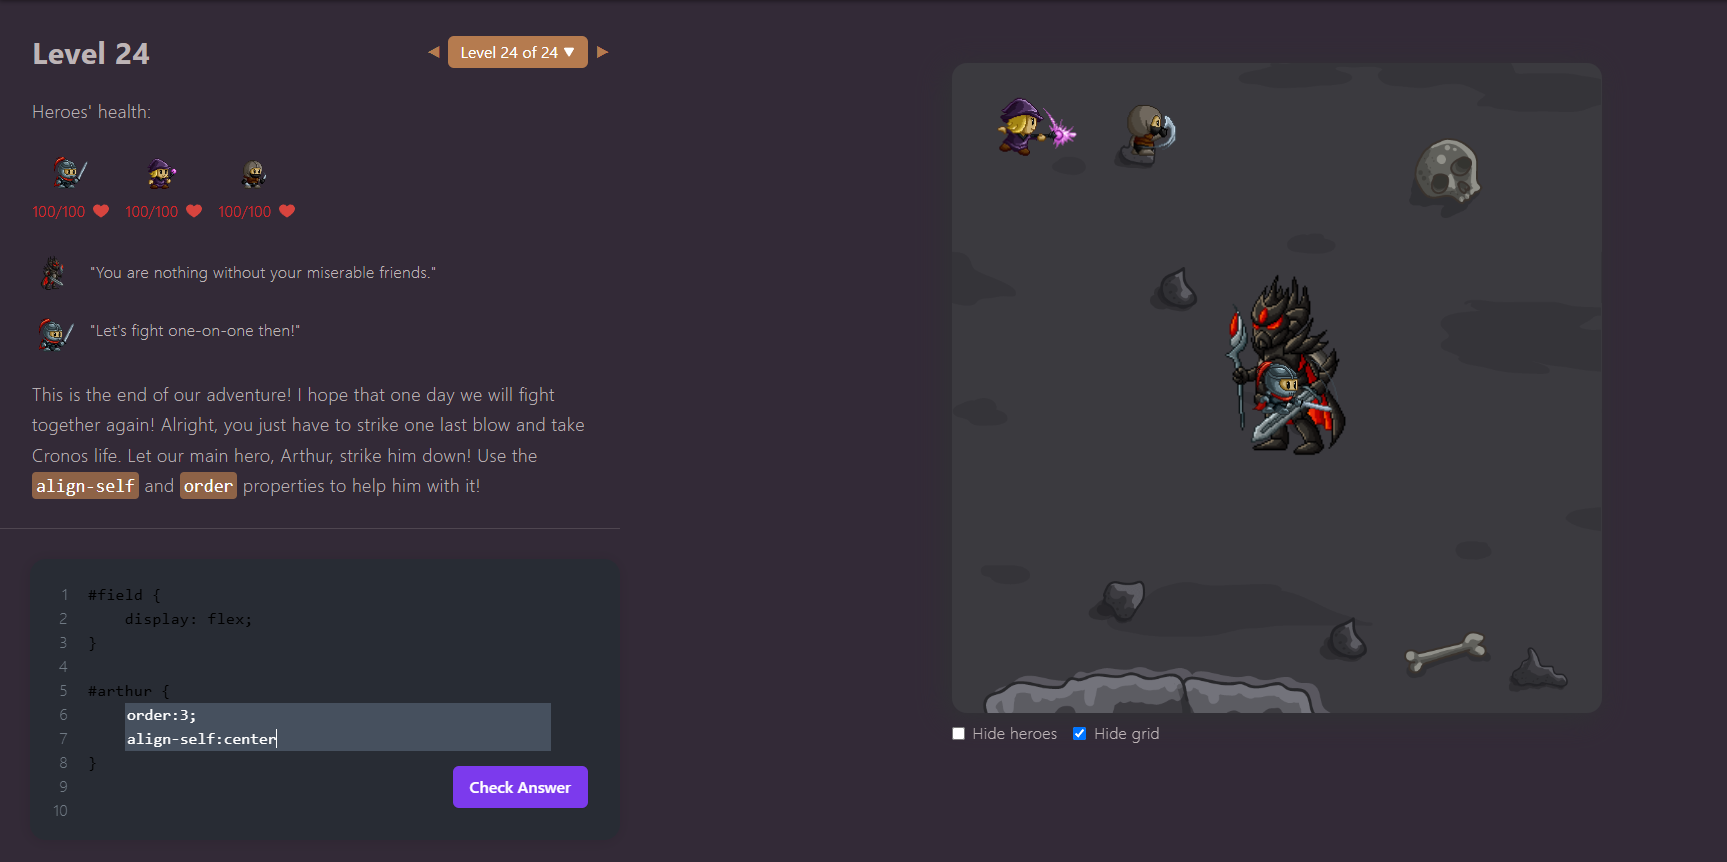 Level 24
Level 24 of 24 ▼
Heroes' health:
100/100 100/100 100/100
"You are nothing without your miserable friends."
"Let's fight one-on-one then!"
This is the end of our adventure! I hope that one day we will fight
together again! Alright, you just have to strike one last blow and take
Cronos life. Let our main hero, Arthur, strike him down! Use the
align-self and order properties to help him with it!
1 #field {
2 display: flex;
3 }
4
5 #arthur {
6 order:3;
7 align-self:center
8 }
9
10
Check Answer
Hide heroes Hide grid